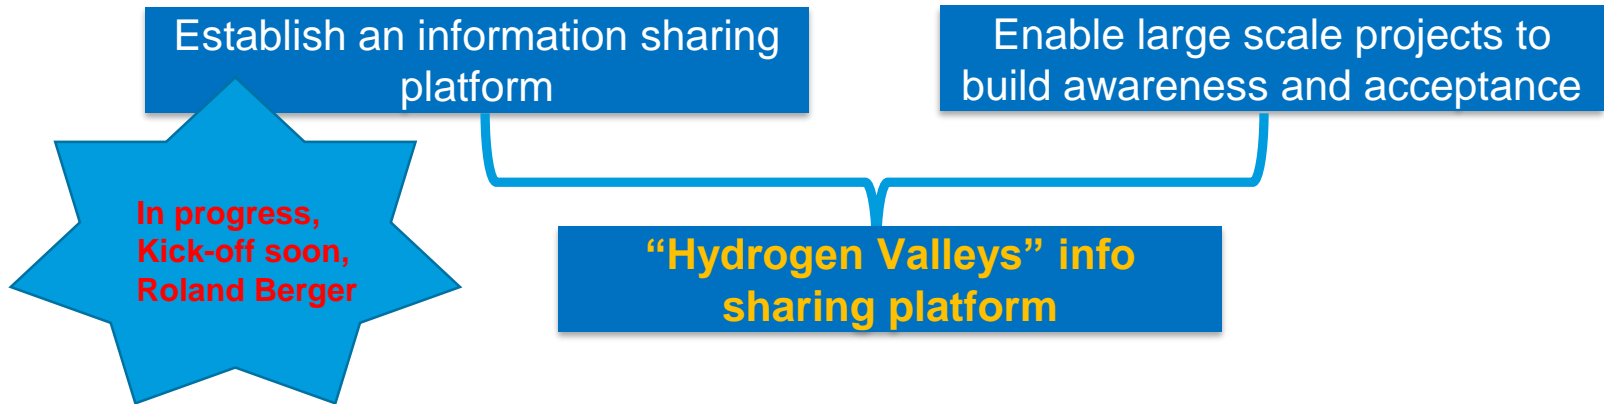 Establish an information sharing
platform
Enable large scale projects to
build awareness and acceptance
In progress,
Kick-off soon,
Roland Berger
“Hydrogen Valleys” info
sharing platform